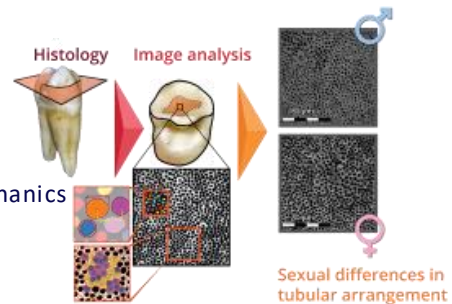 Histology
Image analysis
hanics
Sexual differences in
tubular arrangement